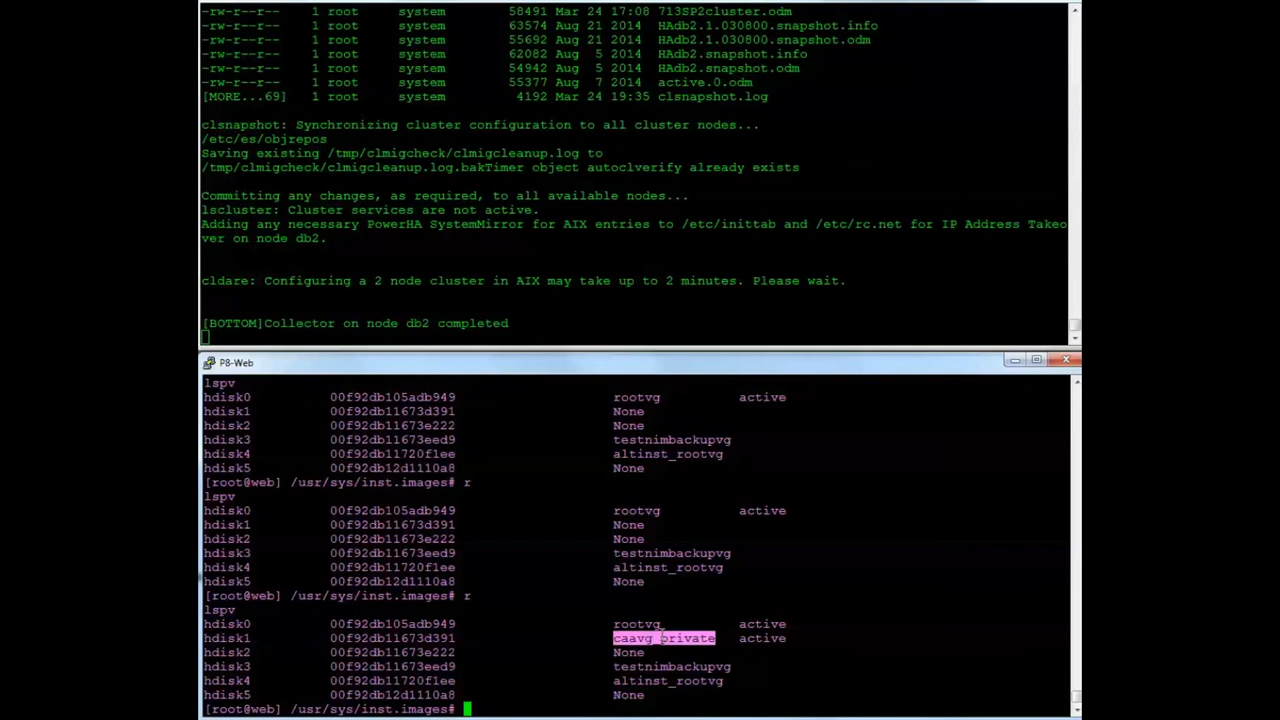 -rw-r--r-- 1 root system 58491 Mar 24 17:08 713SP2cluster.odm
-rw-r--r-- 1 root system 63574 Aug 21 2014 HAdb2.1.030800.snapshot.info
-rw-r--r-- 1 root system 55692 Aug 21 2014 HAdb2.1.030800.snapshot.odm
-rw-r--r-- 1 root system 62082 Aug 5 2014 HAdb2.snapshot.info
-rw-r--r-- 1 root system 54942 Aug 5 2014 HAdb2.snapshot.odm
-rw-r--r-- 1 root system 55377 Aug 7 2014 active.0.odm
[MORE...69] 1 root system 4192 Mar 24 19:35 clsnapshot.log
clsnapshot: Synchronizing cluster configuration to all cluster nodes...
/etc/es/objrepos
Saving existing /tmp/clmigcheck/clmigcleanup.log to
/tmp/clmigcheck/clmigcleanup.log.bakTimer object autoclverify already exists
Committing any changes, as required, to all available nodes...
lscluster: Cluster services are not active.
Adding any necessary PowerHA SystemMirror for AIX entries to /etc/inittab and /etc/rc.net for IP Address Takeo
ver on node db2.
cldare: Configuring a 2 node cluster in AIX may take up to 2 minutes. Please wait.
[BOTTOM]Collector on node db2 completed
P8-Web
lspv
hdisk0 00f92db105adb949 rootvg active
hdisk1 00f92db11673d391 None
hdisk2 00f92db11673e222 None
hdisk3 00f92db11673eed9 testnimbackupvg
hdisk4 00f92db11720f1ee altinst_rootvg
hdisk5 00f92db12d1110a8 None
[root@web] /usr/sys/inst.images# r
lspv
hdisk0 00f92db105adb949 rootvg active
hdisk1 00f92db11673d391 None
hdisk2 00f92db11673e222 None
hdisk3 00f92db11673eed9 testnimbackupvg
hdisk4 00f92db11720f1ee altinst_rootvg
hdisk5 00f92db12d1110a8 None
[root@web] /usr/sys/inst.images# r
lspv
hdisk0 00f92db105adb949 rootvg active
hdisk1 00f92db11673d391 caavg_private active
hdisk2 00f92db11673e222 None
hdisk3 00f92db11673eed9 testnimbackupvg
hdisk4 00f92db11720f1ee altinst_rootvg
hdisk5 00f92db12d1110a8 None
[root@web] /usr/sys/inst.images#